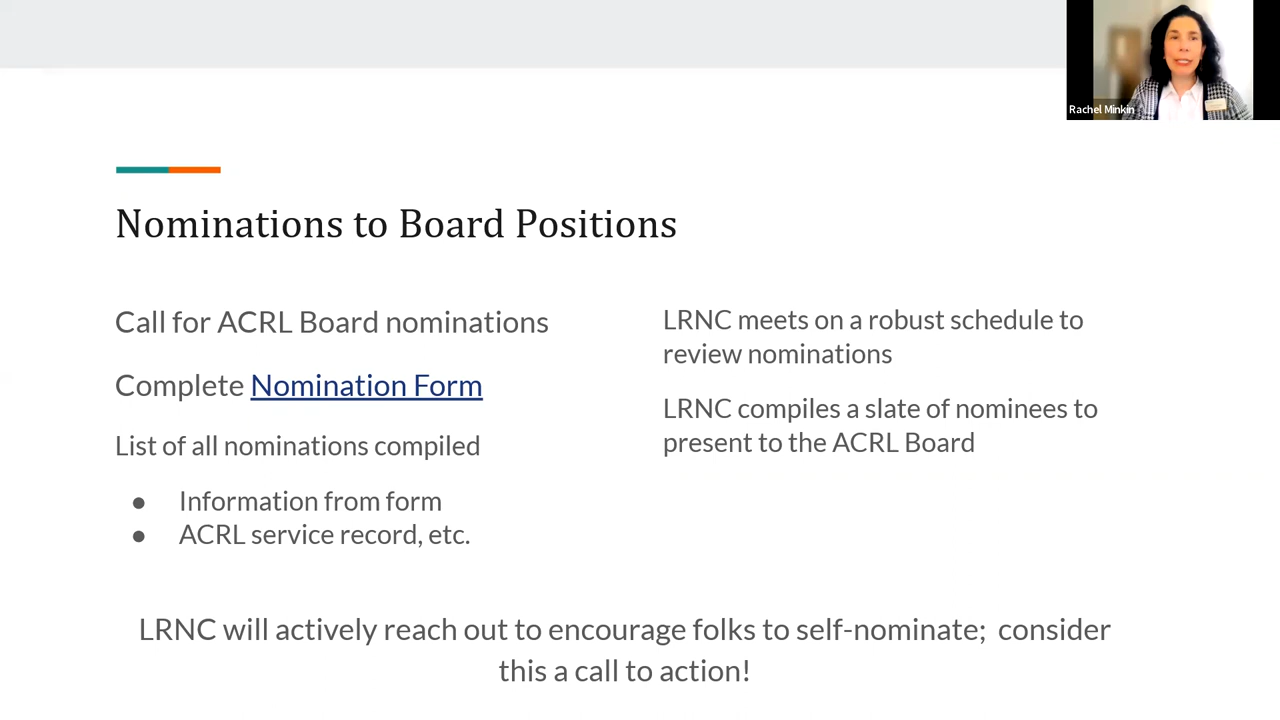 Rachel Minkin
Nominations to Board Positions
Call for ACRL Board nominations
Complete Nomination Form
List of all nominations compiled
● Information from form
● ACRL service record, etc.
LRNC meets on a robust schedule to
review nominations
LRNC compiles a slate of nominees to
present to the ACRL Board
LRNC will actively reach out to encourage folks to self-nominate; consider
this a call to action!